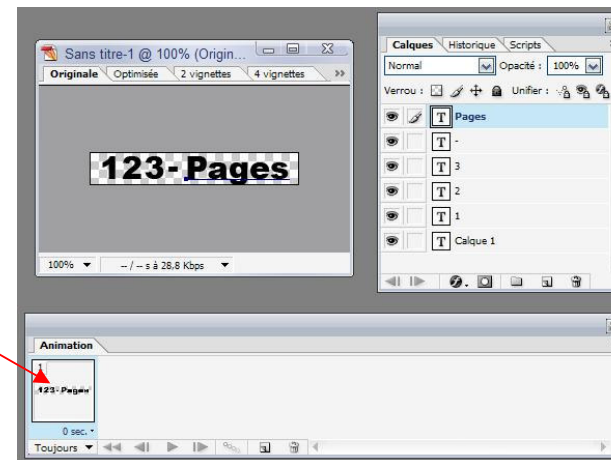 Sans titre-1 @ 100% (Origin...
Originale Optimisée 2 vignettes 4 vignettes >>
123-Pages
100% -- / -- s à 28,8 Kbps
Calques Historique Scripts
Normal Opacité : 100%
Verrou : Unifier :
T Pages
T -
T 3
T 2
T 1
T Calque 1
Animation
1
123-Pages
0 sec.
Toujours